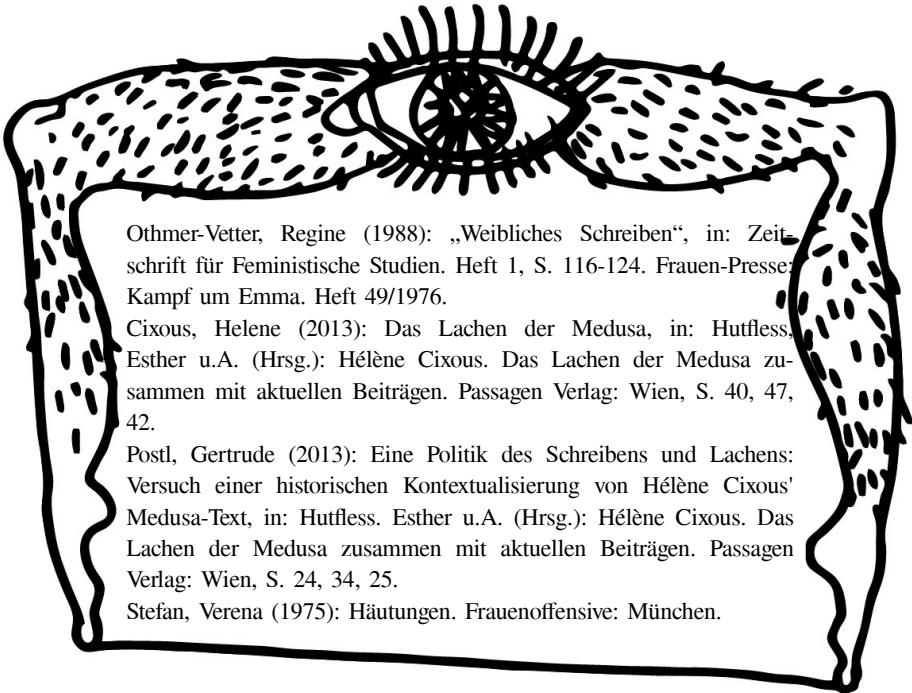 Othmer-Vetter, Regine (1988): „Weibliches Schreiben“, in: Zeit-
schrift für Feministische Studien. Heft 1, S. 116-124. Frauen-Presse:
Kampf um Emma. Heft 49/1976.
Cixous, Helene (2013): Das Lachen der Medusa, in: Hutfless,
Esther u.A. (Hrsg.): Hélène Cixous. Das Lachen der Medusa zu-
sammen mit aktuellen Beiträgen. Passagen Verlag: Wien, S. 40, 47,
42.
Postl, Gertrude (2013): Eine Politik des Schreibens und Lachens:
Versuch einer historischen Kontextualisierung von Hélène Cixous'
Medusa-Text, in: Hutfless. Esther u.A. (Hrsg.): Hélène Cixous. Das
Lachen der Medusa zusammen mit aktuellen Beiträgen. Passagen
Verlag: Wien, S. 24, 34, 25.
Stefan, Verena (1975): Häutungen. Frauenoffensive: München.